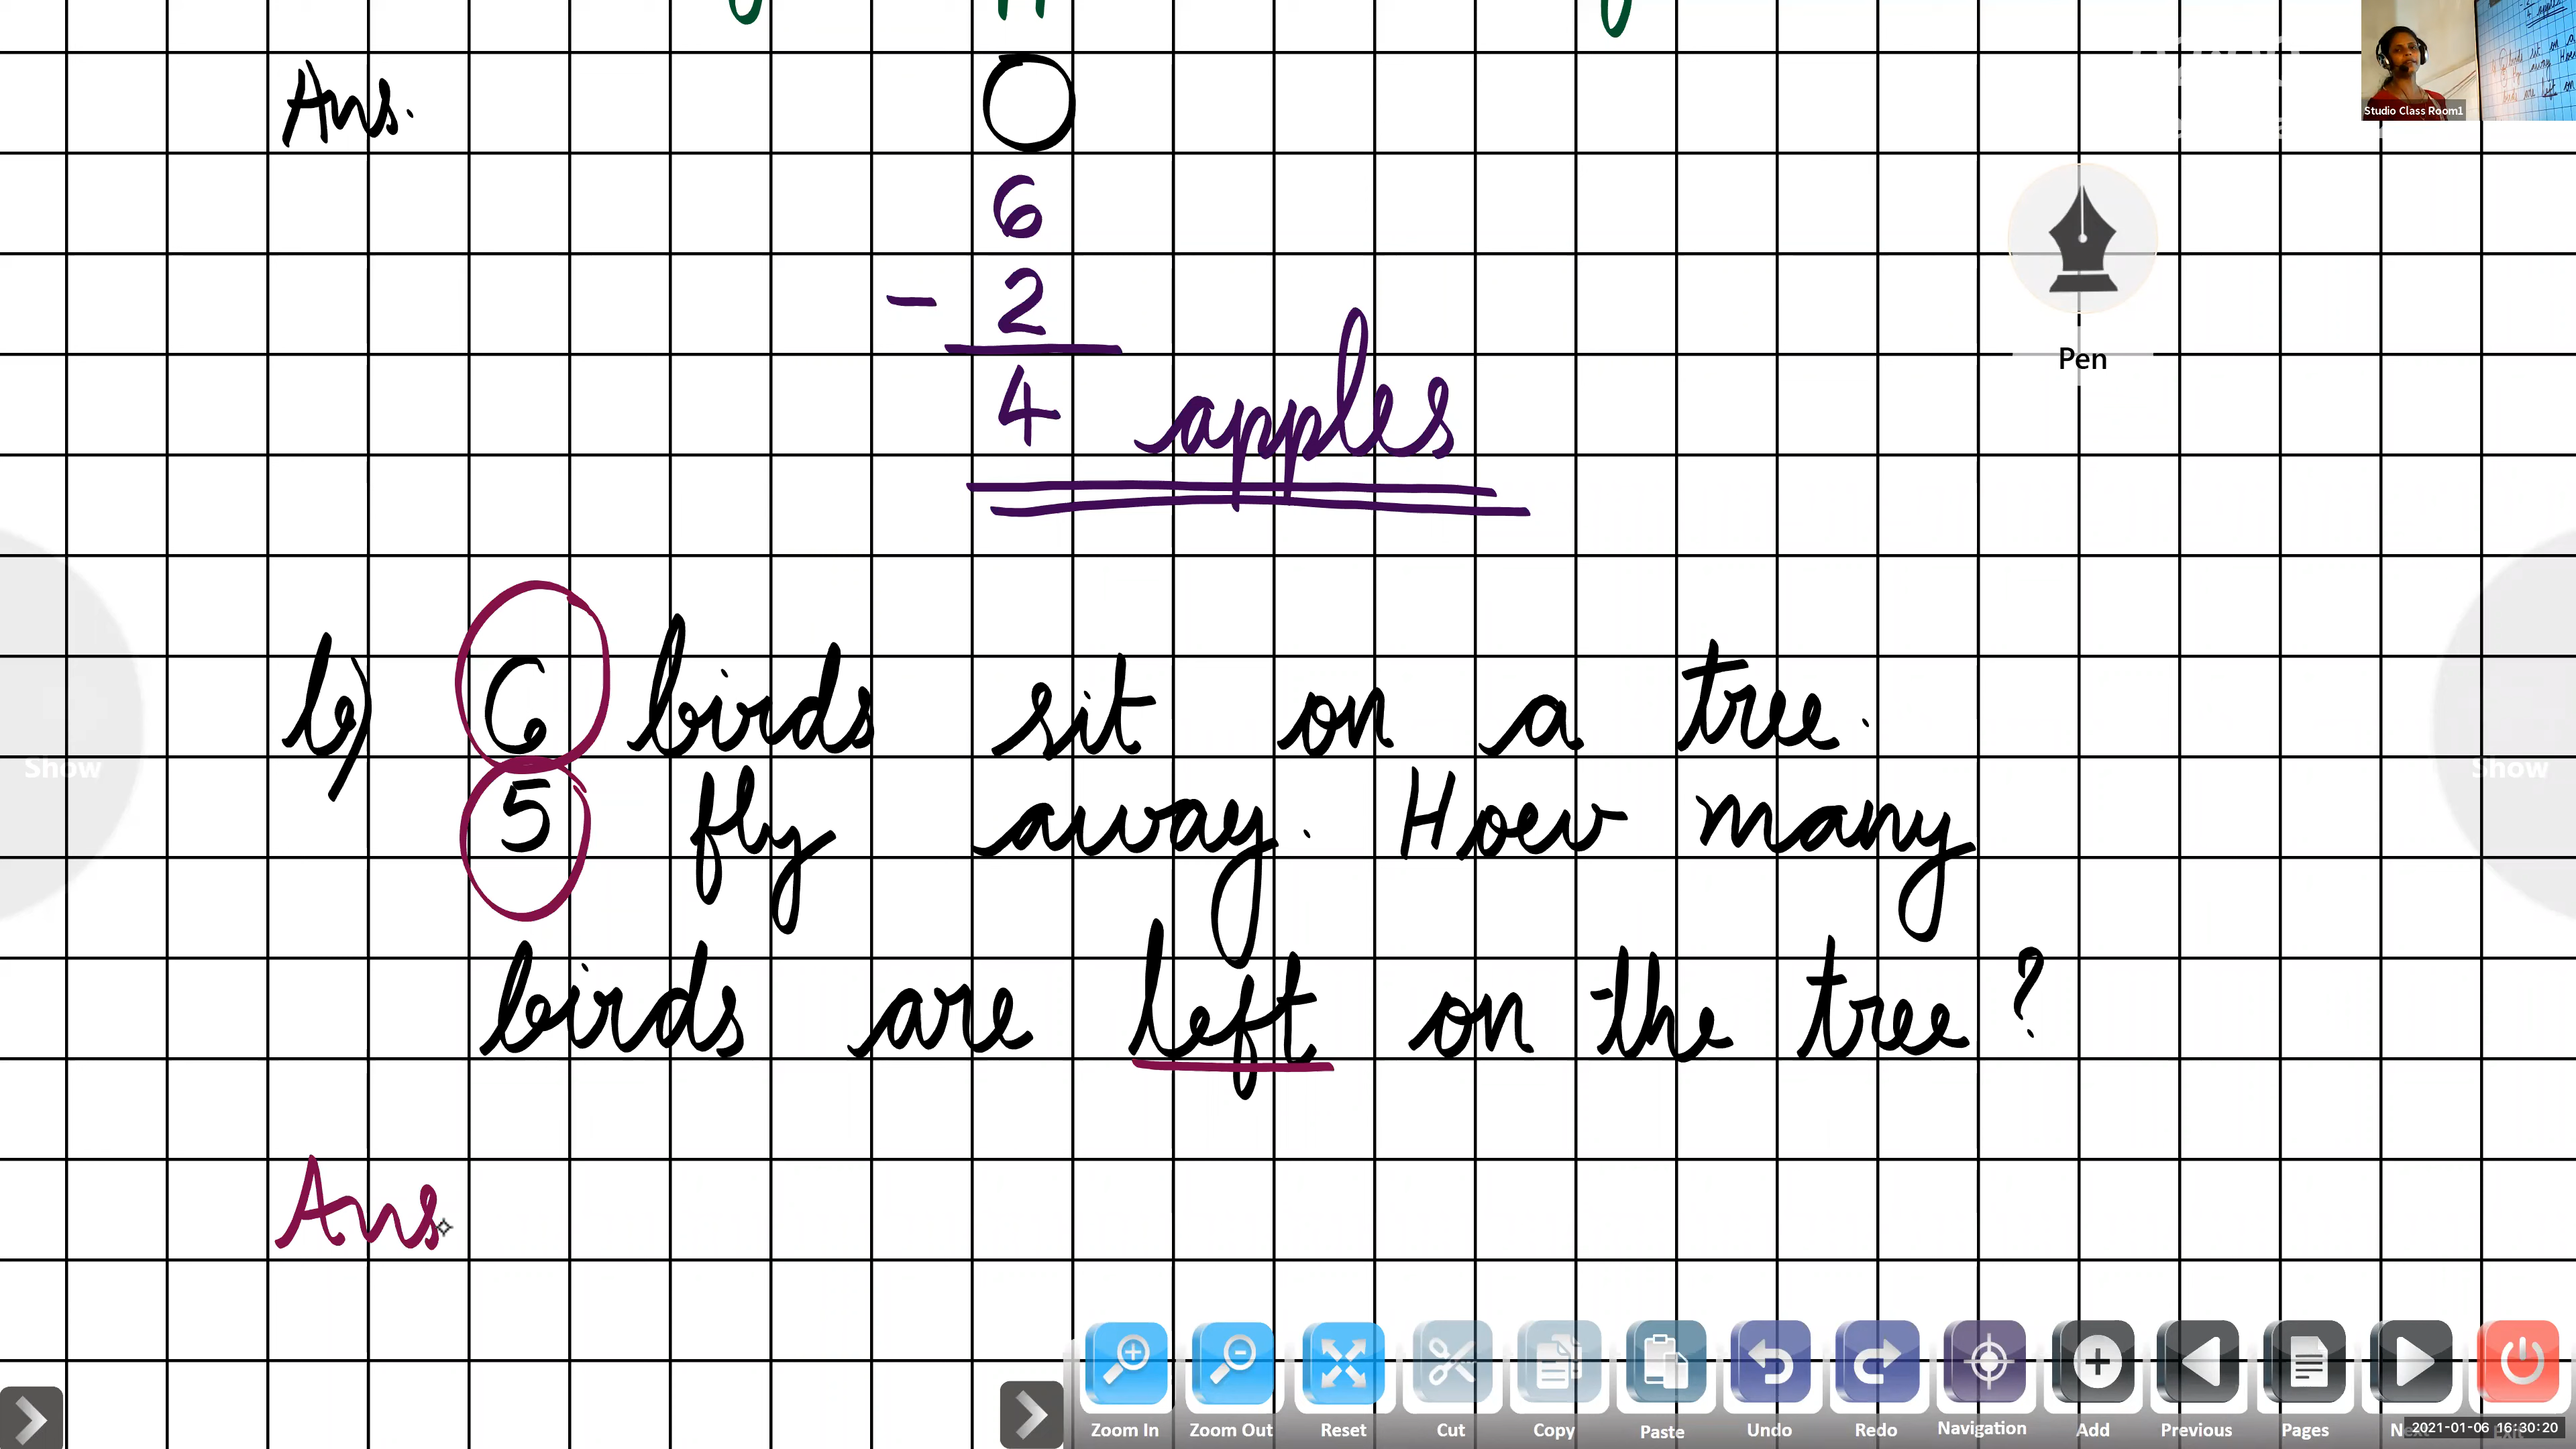 Studio Class Room1
Ans.
6
- 2
4 apples
Pen
b) 6 birds sit on a tree.
Show
Show
5 fly away. How many
birds are left on the tree?
Ans
Zoom In
Zoom Out
Reset
Cut
Copy
Paste
Undo
Redo
Navigation
Add
Previous
Pages
2021-01-06 16:30:20